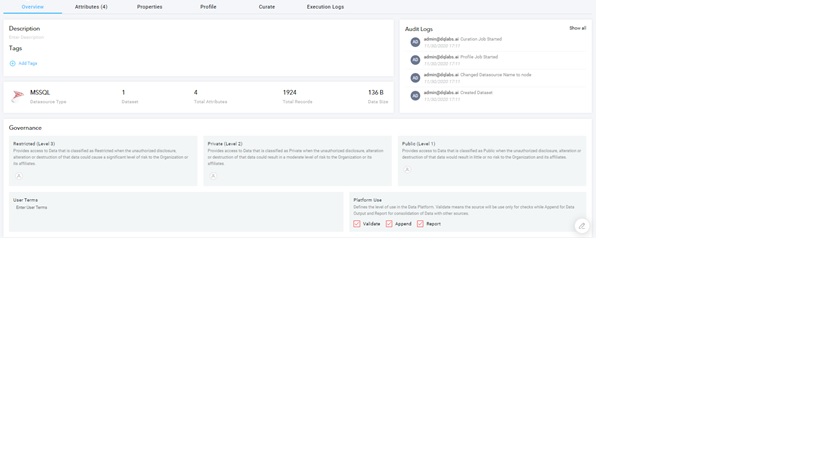 Overview Attributes (4) Properties Profile Curate Execution Logs
Description
Enter Description
Tags
Add Tags
Audit Logs Show all
AD admin@dqlabs.ai Curation Job Started
11/30/2020 17:11
AD admin@dqlabs.ai Profile Job Started
11/30/2020 17:11
AD admin@dqlabs.ai Changed Datasource Name to node
11/30/2020 17:11
AD admin@dqlabs.ai Created Dataset
11/30/2020 17:11
MSSQL 1 4 1924 136 B
Datasource Type Dataset Total Attributes Total Records Data Size
Governance
Restricted (Level 3)
Provides access to Data that is classified as Restricted when the unauthorized disclosure,
alteration or destruction of that data could cause a significant level of risk to the Organization or
its affiliates.
Private (Level 2)
Provides access to Data that is classified as Private when the unauthorized disclosure, alteration
or destruction of that data could result in a moderate level of risk to the Organization or its
affiliates.
Public (Level 1)
Provides access to Data that is classified as Public when the unauthorized disclosure, alteration or
destruction of that data would result in little or no risk to the Organization and its affiliates.
User Terms
Enter User Terms
Platform Use
Defines the level of use in the Data Platform. Validate means the source will be use only for checks while Append for Data
Output and Report for consolidation of Data with other sources.
Validate Append Report